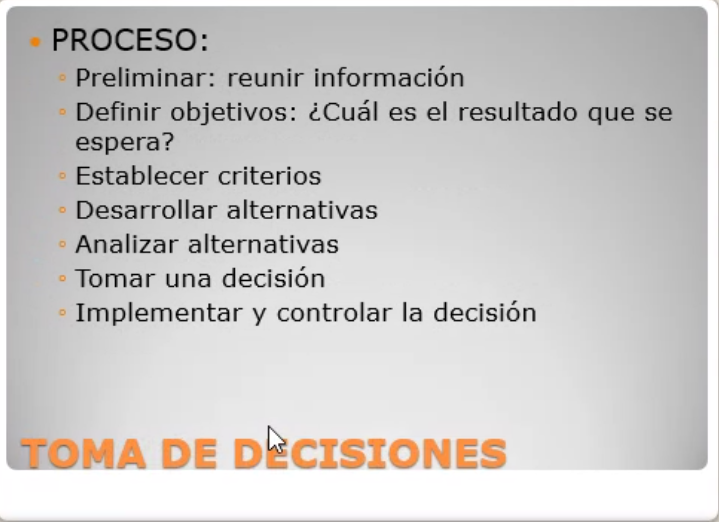 PROCESO:
Preliminar: reunir información
Definir objetivos: ¿Cuál es el resultado que se
espera?
Establecer criterios
Desarrollar alternativas
Analizar alternativas
Tomar una decisión
Implementar y controlar la decisión
TOMA DE DECISIONES